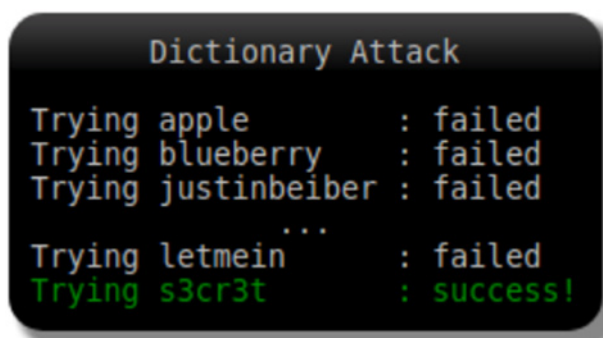 Dictionary Attack
Trying apple : failed
Trying blueberry : failed
Trying justinbeiber : failed
...
Trying letmein : failed
Trying s3cr3t : success!